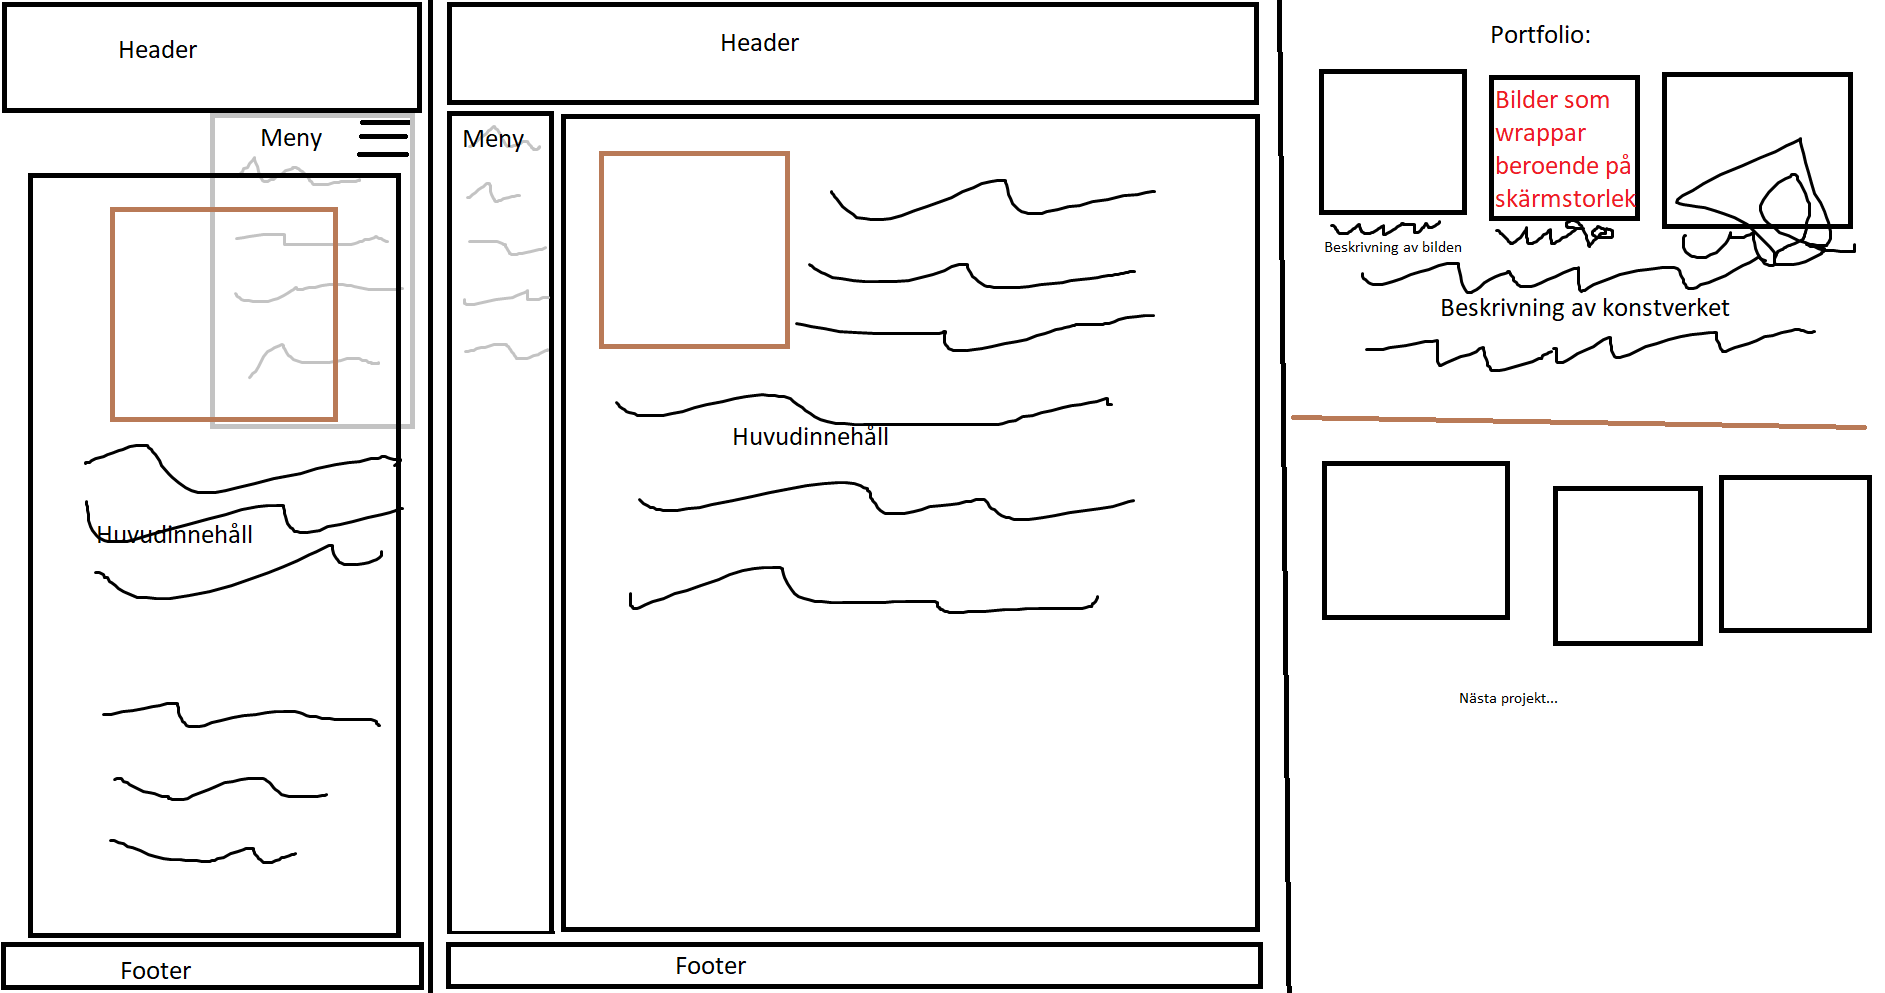 Header
Meny
Huvudinnehåll
Footer
Header
Meny
Huvudinnehåll
Footer
Portfolio:
Bilder som
wrappar
beroende på
skärmstorlek
Beskrivning av bilden
Beskrivning av konstverket
Nästa projekt...